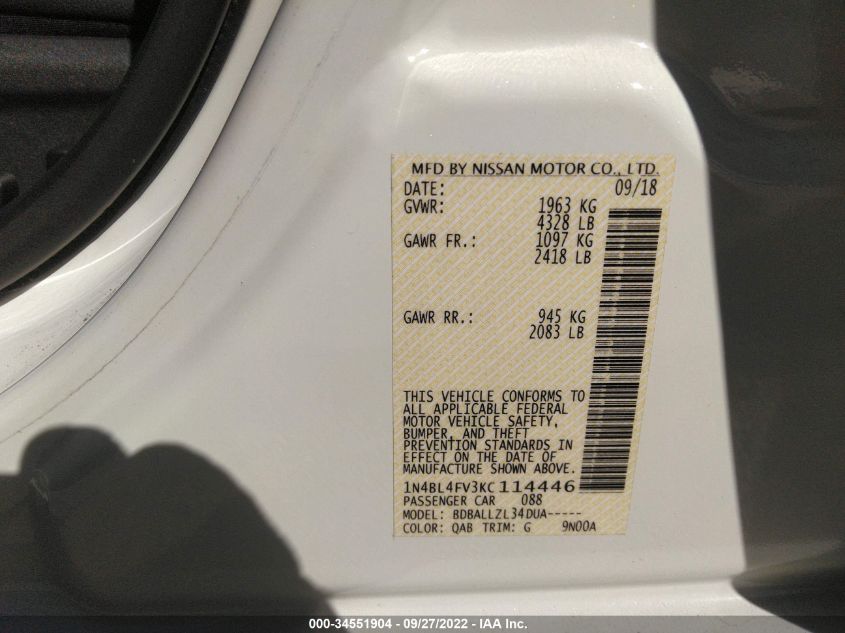 MFD BY NISSAN MOTOR CO., LTD.
DATE: 09/18
GVWR: 1963 KG
4328 LB
GAWR FR.: 1097 KG
2418 LB
GAWR RR.: 945 KG
2083 LB
THIS VEHICLE CONFORMS TO
ALL APPLICABLE FEDERAL
MOTOR VEHICLE SAFETY,
BUMPER, AND THEFT
PREVENTION STANDARDS IN
EFFECT ON THE DATE OF
MANUFACTURE SHOWN ABOVE.
1N4BL4FV3KC114446
PASSENGER CAR 088
MODEL: BDBALLZL34DUA-----
COLOR: QAB TRIM: G 9N00A
000-34551904 - 09/27/2022 - IAA Inc.